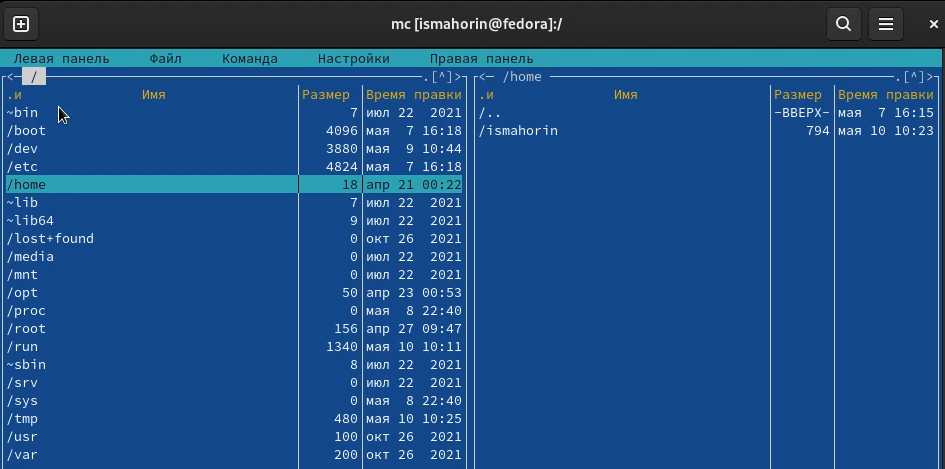 mc [ismahorin@fedora]:/
Левая панель Файл Команда Настройки Правая панель
<- / .[^]>
.и Имя Размер Время правки
~bin 7 июл 22 2021
/boot 4096 мая 7 16:18
/dev 3880 мая 9 10:44
/etc 4824 мая 7 16:18
/home 18 апр 21 00:22
~lib 7 июл 22 2021
~lib64 9 июл 22 2021
/lost+found 0 окт 26 2021
/media 0 июл 22 2021
/mnt 0 июл 22 2021
/opt 50 апр 23 00:53
/proc 0 мая 8 22:40
/root 156 апр 27 09:47
/run 1340 мая 10 10:11
~sbin 8 июл 22 2021
/srv 0 июл 22 2021
/sys 0 мая 8 22:40
/tmp 480 мая 10 10:25
/usr 100 окт 26 2021
/var 200 окт 26 2021
<- /home .[^]>
.и Имя Размер Время правки
/.. -ВВЕРХ- мая 7 16:15
/ismahorin 794 мая 10 10:23